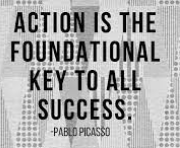 ACTION IS THE
FOUNDATIONAL
KEY TO ALL
SUCCESS.
-PABLO PICASSO